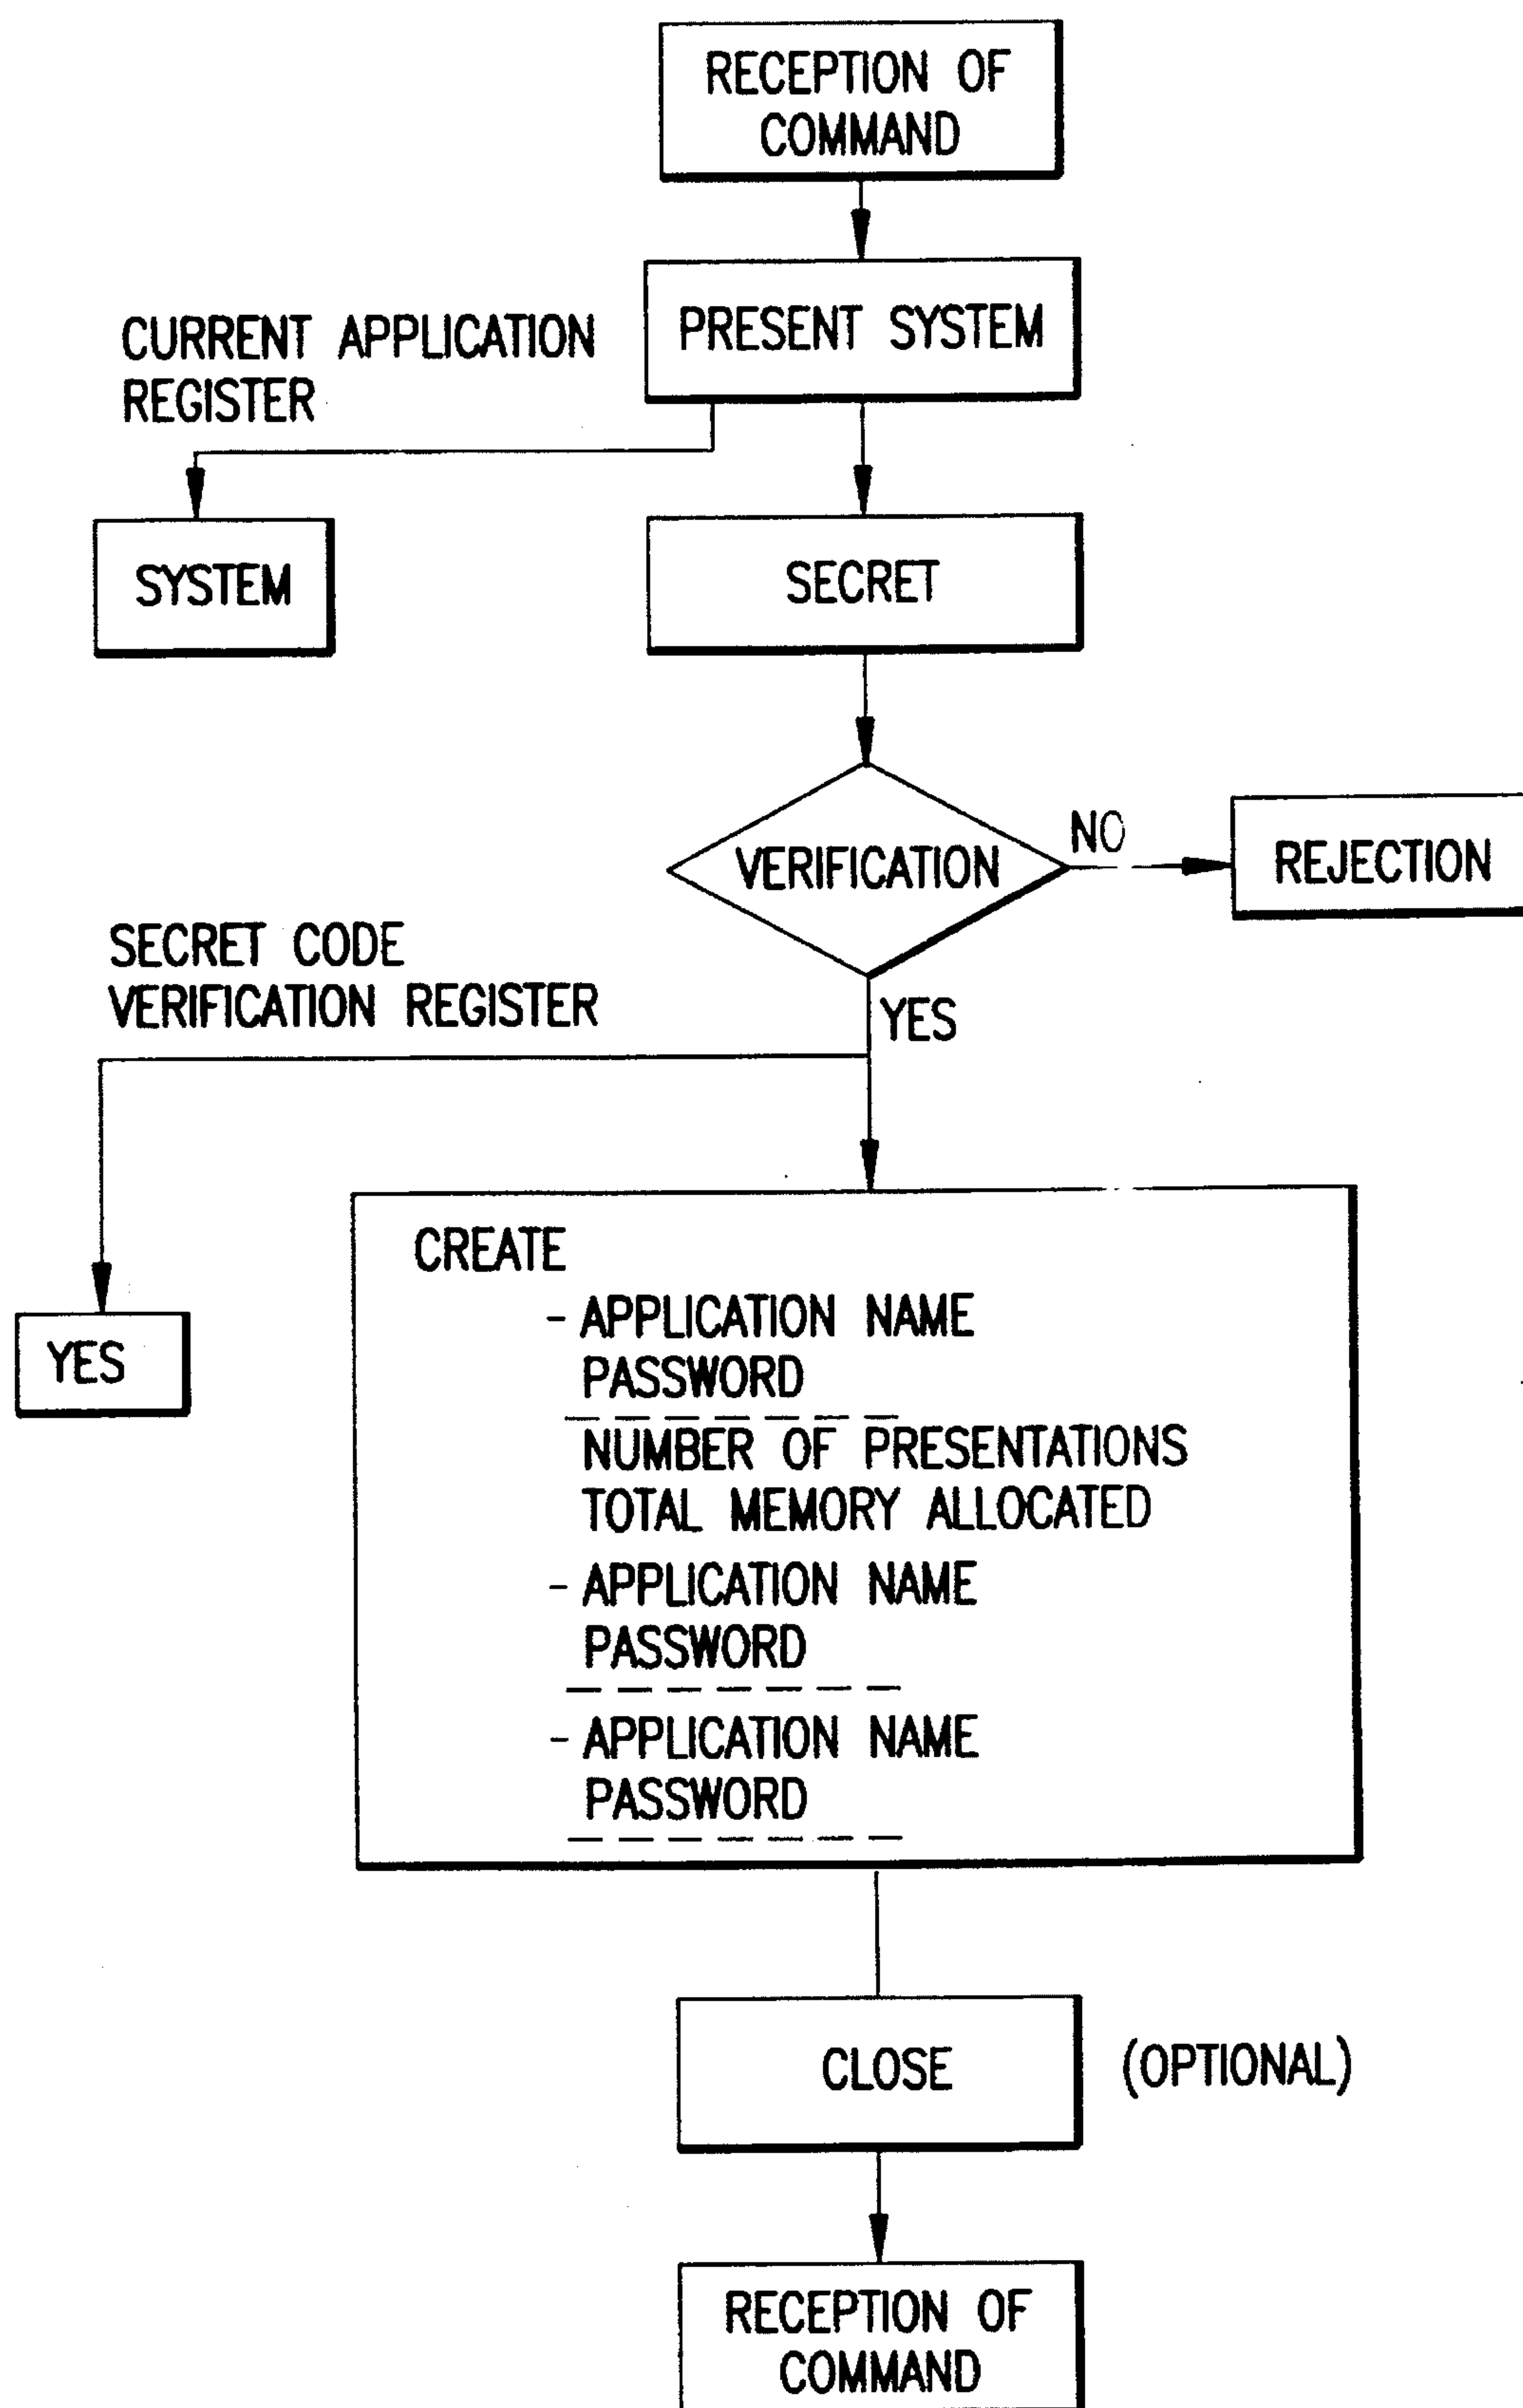 RECEPTION OF
COMMAND
PRESENT SYSTEM
CURRENT APPLICATION
REGISTER
SYSTEM
SECRET
VERIFICATION
NO
REJECTION
SECRET CODE
VERIFICATION REGISTER
YES
YES
CREATE
- APPLICATION NAME
PASSWORD
NUMBER OF PRESENTATIONS
TOTAL MEMORY ALLOCATED
- APPLICATION NAME
PASSWORD
- APPLICATION NAME
PASSWORD
CLOSE
(OPTIONAL)
RECEPTION OF
COMMAND